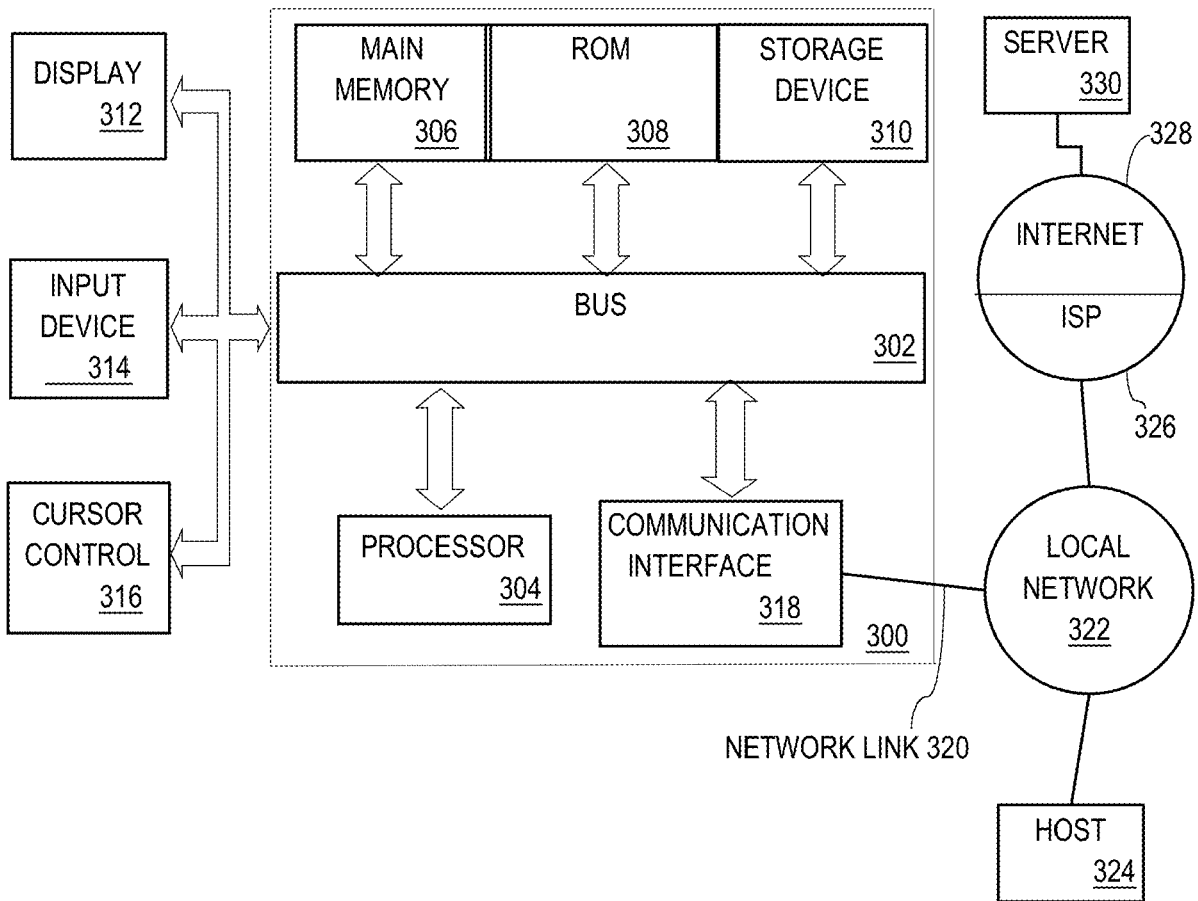 DISPLAY
312
MAIN
MEMORY
306
ROM
308
STORAGE
DEVICE
310
SERVER
330
328
INTERNET
ISP
326
INPUT
DEVICE
314
BUS
302
CURSOR
CONTROL
316
PROCESSOR
304
COMMUNICATION
INTERFACE
318
300
LOCAL
NETWORK
322
NETWORK LINK 320
HOST
324